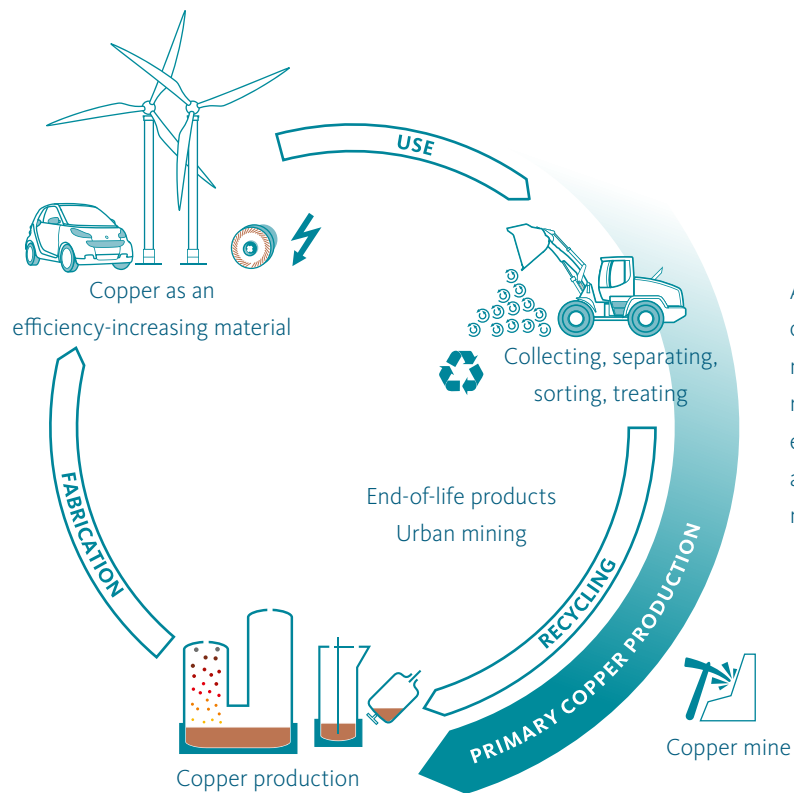 USE
Copper as an
efficiency-increasing material
Collecting, separating,
sorting, treating
End-of-life products
Urban mining
FABRICATION
RECYCLING
PRIMARY COPPER PRODUCTION
Copper mine
Copper production